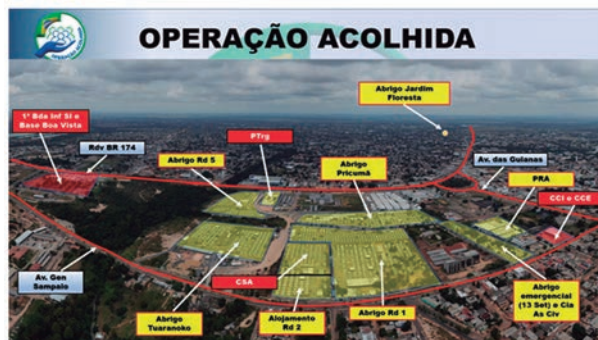 OPERAÇÃO ACOLHIDA
OPERAÇÃO ACOLHIDA
Abrigo Jardim
Floresta
1ª Bda Inf Sl e
Base Boa Vista
Rdv BR 174
PTrg
Abrigo Rd 5
Abrigo
Pricumã
Av. das Guianas
PRA
CCI e CCE
Av. Gen
Sampaio
CSA
Abrigo
Tuaranoko
Alojamento
Rd 2
Abrigo Rd 1
Abrigo
emergencial
(13 Set) e Cia
As Civ